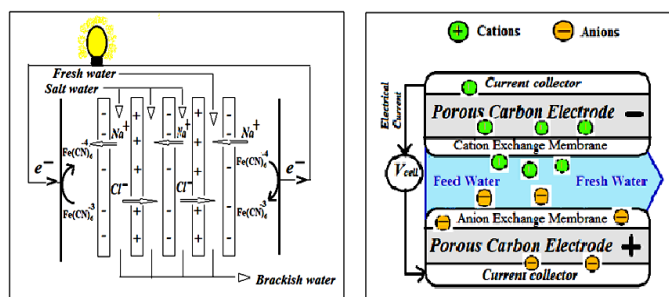 Fresh water
Salt water
Na+
Na+
Na+
Fe(CN)6-4
Fe(CN)6-4
e-
e-
Cl-
Cl-
Fe(CN)6-3
Fe(CN)6-3
Brackish water
+ Cations
− Anions
Current collector
Porous Carbon Electrode −
Cation Exchange Membrane
Electrical Current
Vcell
Feed Water
Fresh Water
Anion Exchange Membrane
Porous Carbon Electrode +
Current collector